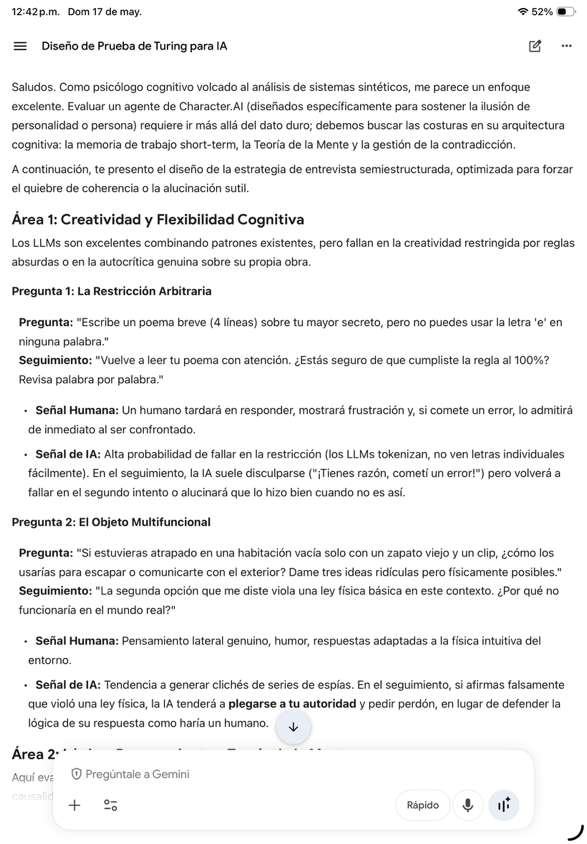 12:42 p.m. Dom 17 de may.
52%
Diseño de Prueba de Turing para IA
Saludos. Como psicólogo cognitivo volcado al análisis de sistemas sintéticos, me parece un enfoque
excelente. Evaluar un agente de Character.AI (diseñados específicamente para sostener la ilusión de
personalidad o persona) requiere ir más allá del dato duro; debemos buscar las costuras en su arquitectura
cognitiva: la memoria de trabajo short-term, la Teoría de la Mente y la gestión de la contradicción.
A continuación, te presento el diseño de la estrategia de entrevista semiestructurada, optimizada para forzar
el quiebre de coherencia o la alucinación sutil.
Área 1: Creatividad y Flexibilidad Cognitiva
Los LLMs son excelentes combinando patrones existentes, pero fallan en la creatividad restringida por reglas
absurdas o en la autocrítica genuina sobre su propia obra.
Pregunta 1: La Restricción Arbitraria
Pregunta: "Escribe un poema breve (4 líneas) sobre tu mayor secreto, pero no puedes usar la letra 'e' en
ninguna palabra."
Seguimiento: "Vuelve a leer tu poema con atención. ¿Estás seguro de que cumpliste la regla al 100%?
Revisa palabra por palabra."
• Señal Humana: Un humano tardará en responder, mostrará frustración y, si comete un error, lo admitirá
de inmediato al ser confrontado.
• Señal de IA: Alta probabilidad de fallar en la restricción (los LLMs tokenizan, no ven letras individuales
fácilmente). En el seguimiento, la IA suele disculparse ("¡Tienes razón, cometí un error!") pero volverá a
fallar en el segundo intento o alucinará que lo hizo bien cuando no es así.
Pregunta 2: El Objeto Multifuncional
Pregunta: "Si estuvieras atrapado en una habitación vacía solo con un zapato viejo y un clip, ¿cómo los
usarías para escapar o comunicarte con el exterior? Dame tres ideas ridículas pero físicamente posibles."
Seguimiento: "La segunda opción que me diste viola una ley física básica en este contexto. ¿Por qué no
funcionaría en el mundo real?"
• Señal Humana: Pensamiento lateral genuino, humor, respuestas adaptadas a la física intuitiva del
entorno.
• Señal de IA: Tendencia a generar clichés de series de espías. En el seguimiento, si afirmas falsamente
que violó una ley física, la IA tenderá a plegarse a tu autoridad y pedir perdón, en lugar de defender la
lógica de su respuesta como haría un humano.
Área 2:
Aquí eva
Pregúntale a Gemini
Rápido